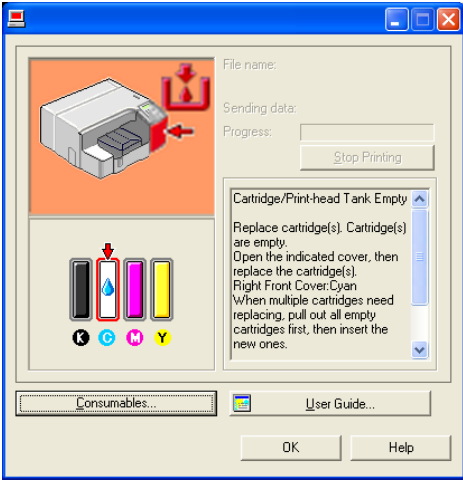 File name:
Sending data:
Progress:
Stop Printing
Cartridge/Print-head Tank Empty
Replace cartridge(s). Cartridge(s)
are empty.
Open the indicated cover, then
replace the cartridge(s).
Right Front Cover:Cyan
When multiple cartridges need
replacing, pull out all empty
cartridges first, then insert the
new ones.
K C M Y
Consumables...
User Guide...
OK
Help